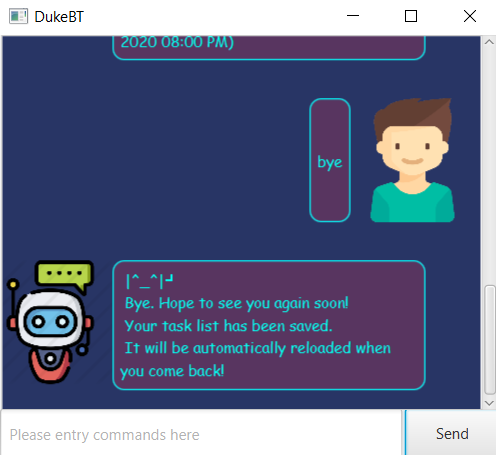 DukeBT
2020 08:00 PM)
bye
|^_^|┙
Bye. Hope to see you again soon!
Your task list has been saved.
It will be automatically reloaded when
you come back!
Please entry commands here
Send